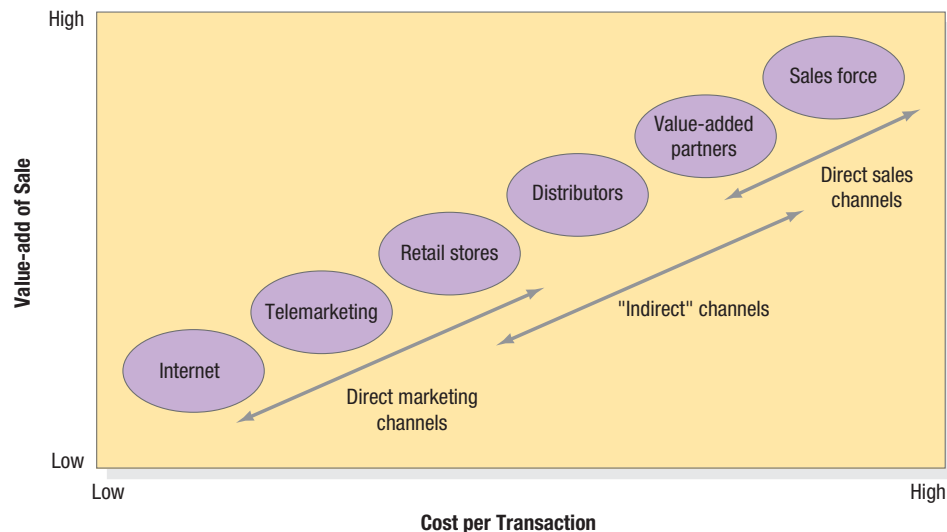 High
Value-add of Sale
Low
Sales force
Value-added
partners
Direct sales
channels
Distributors
Retail stores
"Indirect" channels
Telemarketing
Internet
Direct marketing
channels
Low
High
Cost per Transaction